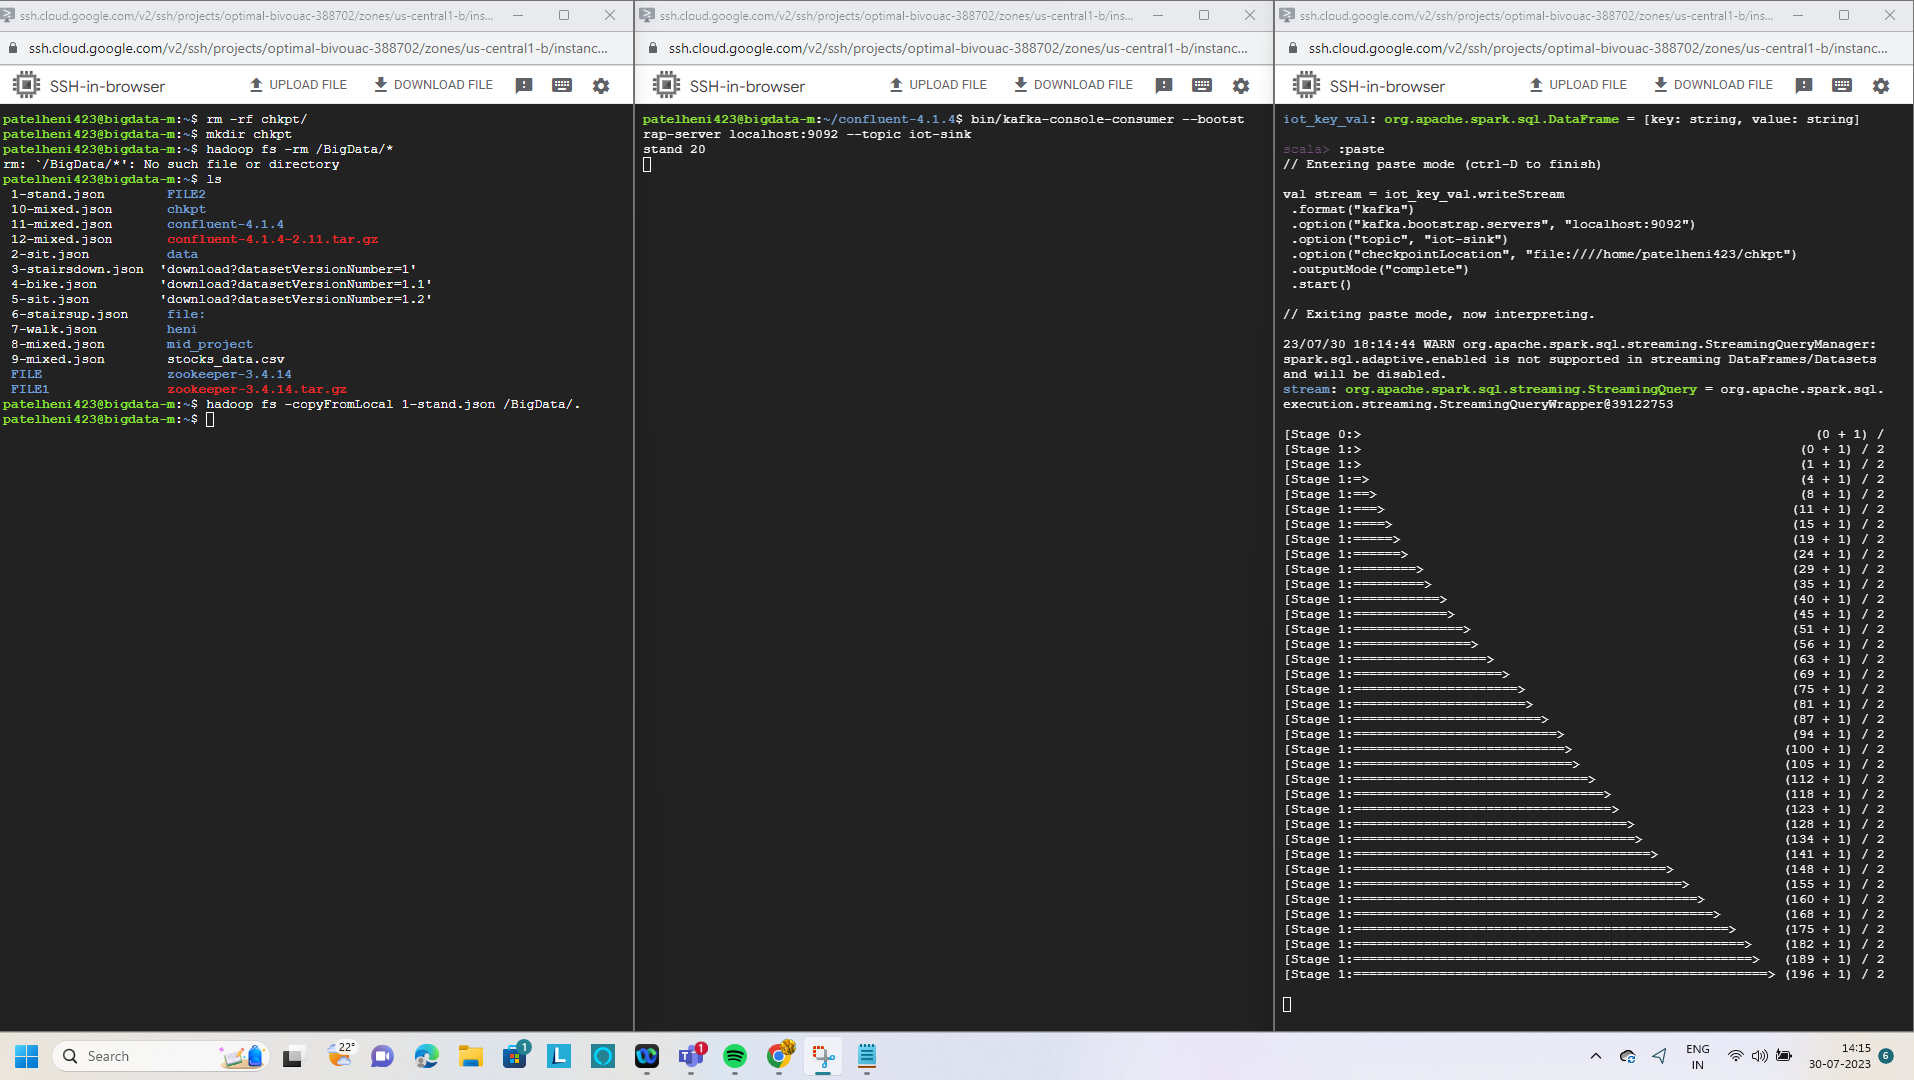 ssh.cloud.google.com/v2/ssh/projects/optimal-bivouac-388702/zones/us-central1-b/ins...
ssh.cloud.google.com/v2/ssh/projects/optimal-bivouac-388702/zones/us-central1-b/instanc...
SSH-in-browser
UPLOAD FILE
DOWNLOAD FILE
patelheni423@bigdata-m:~$ rm -rf chkpt/
patelheni423@bigdata-m:~$ mkdir chkpt
patelheni423@bigdata-m:~$ hadoop fs -rm /BigData/*
rm: `/BigData/*': No such file or directory
patelheni423@bigdata-m:~$ ls
1-stand.json FILE2
10-mixed.json chkpt
11-mixed.json confluent-4.1.4
12-mixed.json confluent-4.1.4-2.11.tar.gz
2-sit.json data
3-stairsdown.json 'download?datasetVersionNumber=1'
4-bike.json 'download?datasetVersionNumber=1.1'
5-sit.json 'download?datasetVersionNumber=1.2'
6-stairsup.json file:
7-walk.json heni
8-mixed.json mid_project
9-mixed.json stocks_data.csv
FILE zookeeper-3.4.14
FILE1 zookeeper-3.4.14.tar.gz
patelheni423@bigdata-m:~$ hadoop fs -copyFromLocal 1-stand.json /BigData/.
patelheni423@bigdata-m:~$
ssh.cloud.google.com/v2/ssh/projects/optimal-bivouac-388702/zones/us-central1-b/ins...
ssh.cloud.google.com/v2/ssh/projects/optimal-bivouac-388702/zones/us-central1-b/instanc...
SSH-in-browser
UPLOAD FILE
DOWNLOAD FILE
patelheni423@bigdata-m:~/confluent-4.1.4$ bin/kafka-console-consumer --bootst
rap-server localhost:9092 --topic iot-sink
stand 20
ssh.cloud.google.com/v2/ssh/projects/optimal-bivouac-388702/zones/us-central1-b/ins...
ssh.cloud.google.com/v2/ssh/projects/optimal-bivouac-388702/zones/us-central1-b/instanc...
SSH-in-browser
UPLOAD FILE
DOWNLOAD FILE
iot_key_val: org.apache.spark.sql.DataFrame = [key: string, value: string]
scala> :paste
// Entering paste mode (ctrl-D to finish)
val stream = iot_key_val.writeStream
.format("kafka")
.option("kafka.bootstrap.servers", "localhost:9092")
.option("topic", "iot-sink")
.option("checkpointLocation", "file:////home/patelheni423/chkpt")
.outputMode("complete")
.start()
// Exiting paste mode, now interpreting.
23/07/30 18:14:44 WARN org.apache.spark.sql.streaming.StreamingQueryManager:
spark.sql.adaptive.enabled is not supported in streaming DataFrames/Datasets
and will be disabled.
stream: org.apache.spark.sql.streaming.StreamingQuery = org.apache.spark.sql.
execution.streaming.StreamingQueryWrapper@39122753
[Stage 0:> (0 + 1) /
[Stage 1:> (0 + 1) / 2
[Stage 1:> (1 + 1) / 2
[Stage 1:=> (4 + 1) / 2
[Stage 1:==> (8 + 1) / 2
[Stage 1:===> (11 + 1) / 2
[Stage 1:====> (15 + 1) / 2
[Stage 1:=====> (19 + 1) / 2
[Stage 1:======> (24 + 1) / 2
[Stage 1:========> (29 + 1) / 2
[Stage 1:=========> (35 + 1) / 2
[Stage 1:===========> (40 + 1) / 2
[Stage 1:============> (45 + 1) / 2
[Stage 1:==============> (51 + 1) / 2
[Stage 1:===============> (56 + 1) / 2
[Stage 1:=================> (63 + 1) / 2
[Stage 1:===================> (69 + 1) / 2
[Stage 1:=====================> (75 + 1) / 2
[Stage 1:======================> (81 + 1) / 2
[Stage 1:========================> (87 + 1) / 2
[Stage 1:==========================> (94 + 1) / 2
[Stage 1:===========================> (100 + 1) / 2
[Stage 1:============================> (105 + 1) / 2
[Stage 1:==============================> (112 + 1) / 2
[Stage 1:================================> (118 + 1) / 2
[Stage 1:=================================> (123 + 1) / 2
[Stage 1:===================================> (128 + 1) / 2
[Stage 1:====================================> (134 + 1) / 2
[Stage 1:======================================> (141 + 1) / 2
[Stage 1:========================================> (148 + 1) / 2
[Stage 1:==========================================> (155 + 1) / 2
[Stage 1:============================================> (160 + 1) / 2
[Stage 1:==============================================> (168 + 1) / 2
[Stage 1:================================================> (175 + 1) / 2
[Stage 1:==================================================> (182 + 1) / 2
[Stage 1:===================================================> (189 + 1) / 2
[Stage 1:=====================================================> (196 + 1) / 2
Search
22°
1
1
ENG
IN
14:15
30-07-2023
6